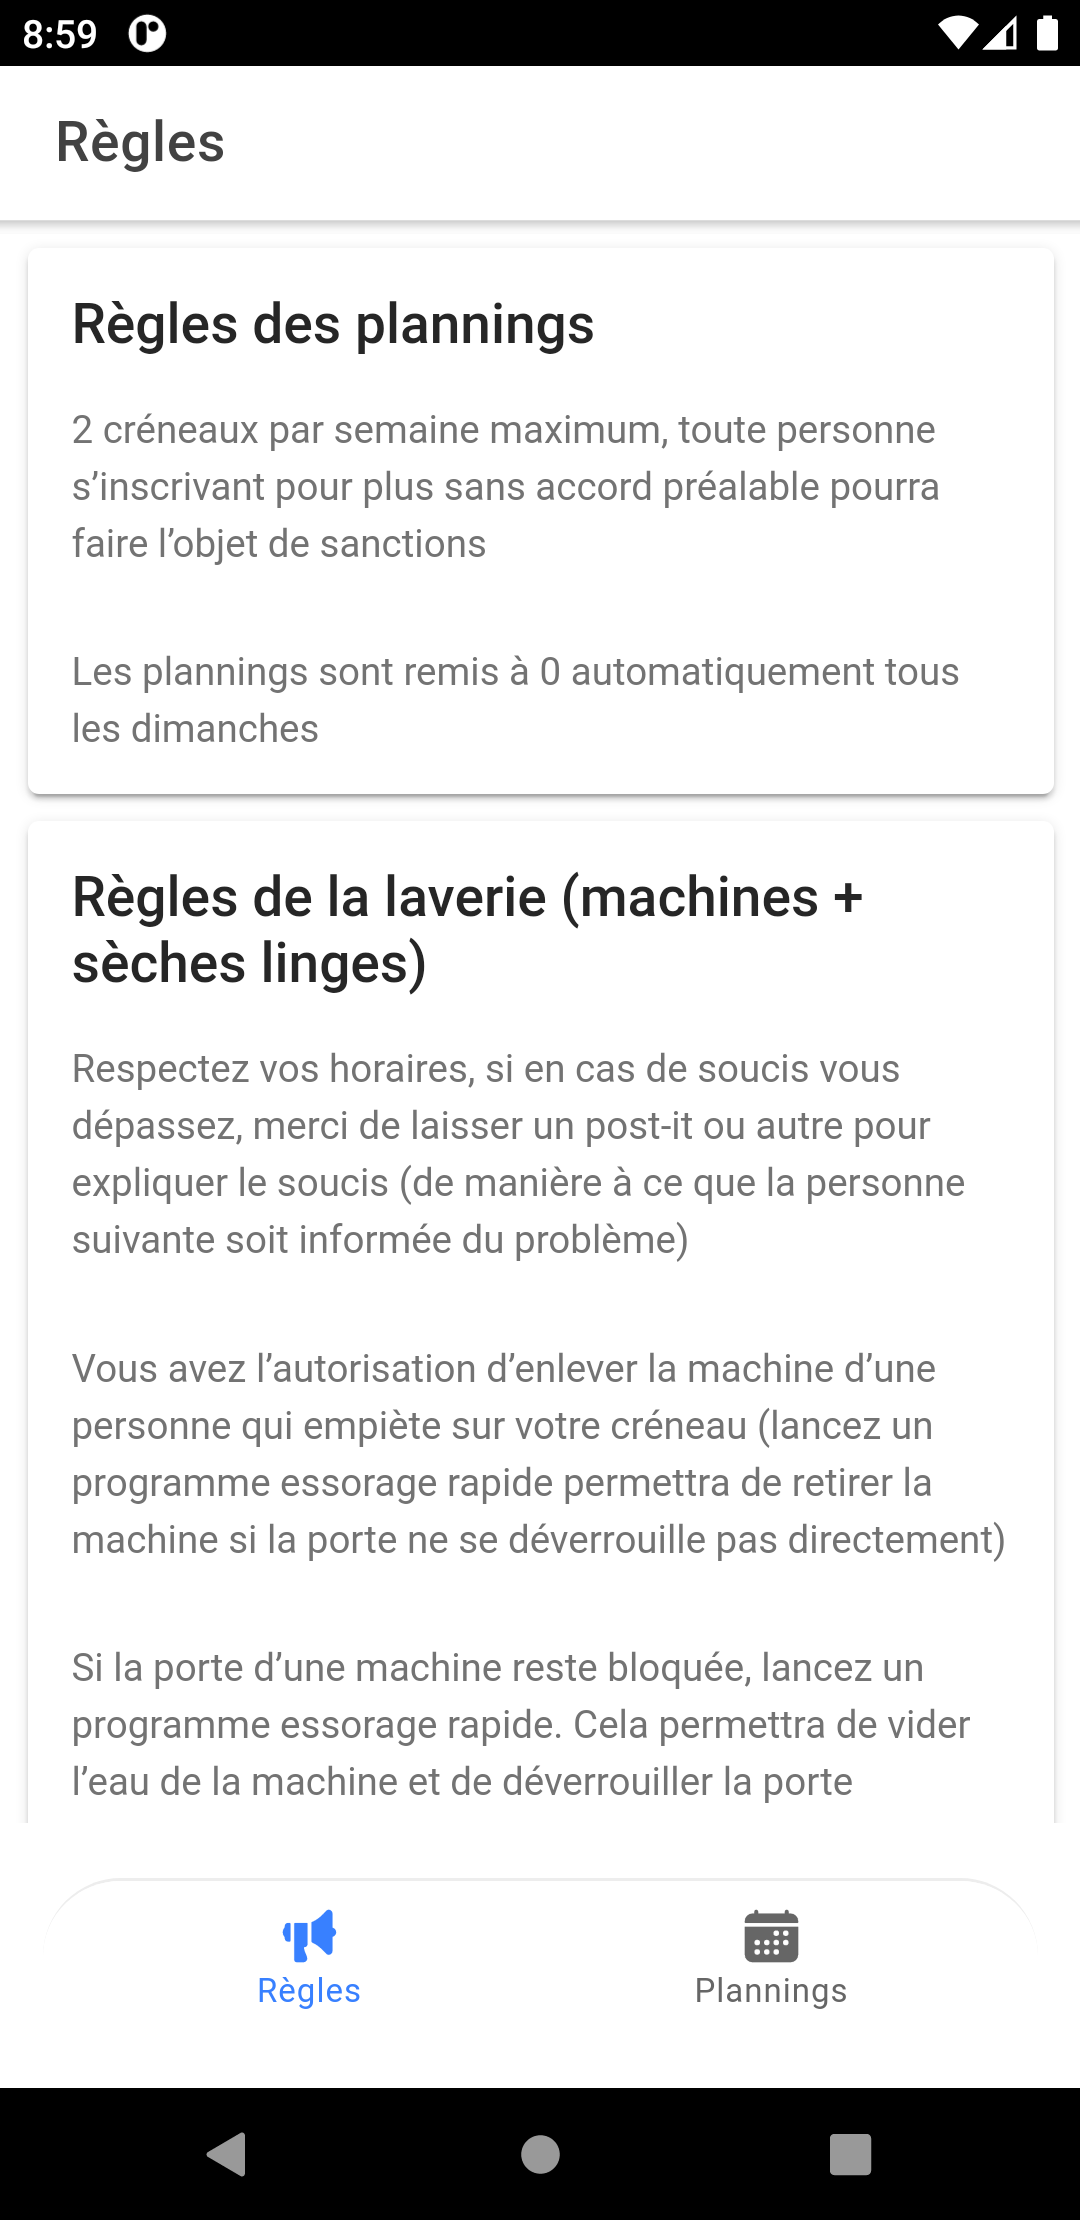 8:59
Règles
Règles des plannings
2 créneaux par semaine maximum, toute personne
s’inscrivant pour plus sans accord préalable pourra
faire l’objet de sanctions
Les plannings sont remis à 0 automatiquement tous
les dimanches
Règles de la laverie (machines +
sèches linges)
Respectez vos horaires, si en cas de soucis vous
dépassez, merci de laisser un post-it ou autre pour
expliquer le soucis (de manière à ce que la personne
suivante soit informée du problème)
Vous avez l’autorisation d’enlever la machine d’une
personne qui empiète sur votre créneau (lancez un
programme essorage rapide permettra de retirer la
machine si la porte ne se déverrouille pas directement)
Si la porte d’une machine reste bloquée, lancez un
programme essorage rapide. Cela permettra de vider
l’eau de la machine et de déverrouiller la porte
Règles
Plannings